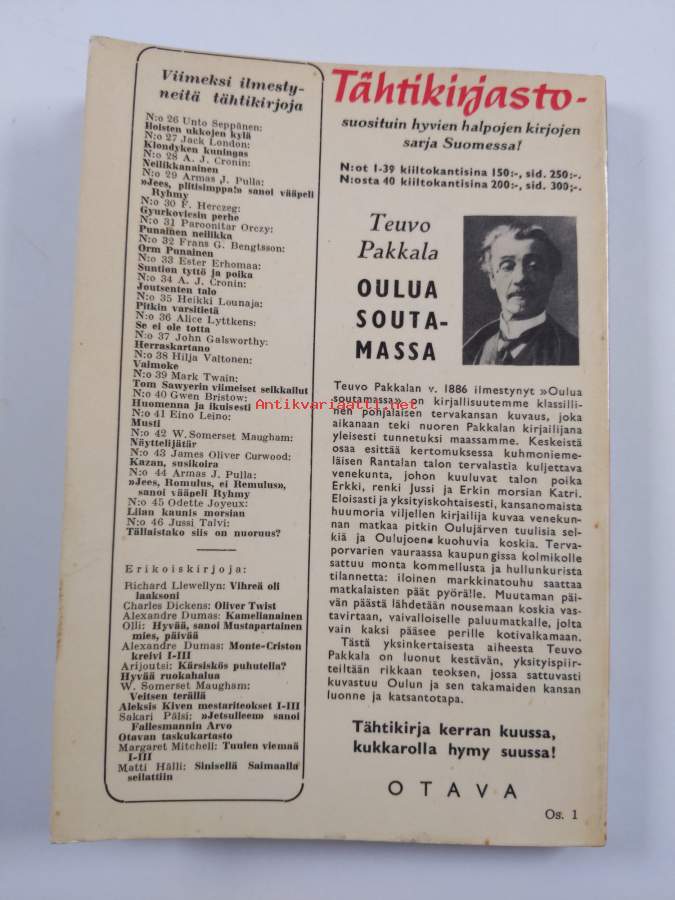 Viimeksi ilmesty-
neitä tähtikirjoja
N:o 26 Unto Seppänen:
Iloisten ukkojen kylä
N:o 27 Jack London:
Klondyken kuningas
N:o 28 A. J. Cronin:
Neilikkanainen
N:o 29 Armas J. Pulla:
»Jees, plitisimppa!» sanoi vääpeli
Ryhmy
N:o 30 F. Herczeg:
Gyurkovicsin perhe
N:o 31 Paroonitar Orczy:
Punainen neilikka
N:o 32 Frans G. Bengtsson:
Orm Punainen
N:o 33 Ester Erhomaa:
Suntion tyttö ja poika
N:o 34 A. J. Cronin:
Joutsenten talo
N:o 35 Heikki Lounaja:
Pitkin varsitietä
N:o 36 Alice Lyttkens:
Se ei ole totta
N:o 37 John Galsworthy:
Herraskartano
N:o 38 Hilja Valtonen:
Vaimoke
N:o 39 Mark Twain:
Tom Sawyerin viimeiset seikkailut
N:o 40 Gwen Bristow:
Huomenna ja ikuisesti
N:o 41 Eino Leino:
Musti
N:o 42 W. Somerset Maugham:
Näyttelijätär
N:o 43 James Oliver Curwood:
Kazan, susikoira
N:o 44 Armas J. Pulla:
»Jees, Romulus, ei Remulus»,
sanoi vääpeli Ryhmy
N:o 45 Odette Joyeux:
Liian kaunis morsian
N:o 46 Jussi Talvi:
Tällaistako siis on nuoruus?
Erikoiskirjoja:
Richard Llewellyn: Vihreä oli
laaksoni
Charles Dickens: Oliver Twist
Alexandre Dumas: Kamelianainen
Olli: Hyvää, sanoi Mustapartainen
mies, päivää
Alexandre Dumas: Monte-Criston
kreivi I-III
Arijoutsi: Kärsiskös puhutella?
Hyvää ruokahalua
W. Somerset Maugham:
Veitsen terällä
Aleksis Kiven mestariteokset I-III
Sakari Pälsi: »Jetsulleen» sanoi
Fallesmannin Arvo
Otavan taskukartasto
Margaret Mitchell: Tuulen viemää
I-III
Matti Hälli: Sinisellä Saimaalla
seilattiin
Tähtikirjasto-
suosituin hyvien halpojen kirjojen
sarja Suomessa!
N:ot 1-39 kiiltokantisina 150:-, sid. 250:-.
N:osta 40 kiiltokantisina 200:-, sid. 300;-.
Teuvo
Pakkala
OULUA
SOUTA-
MASSA
Teuvo Pakkalan v. 1886 ilmestynyt »Oulua
soutamassa» on kirjallisuutemme klassilli-
nen pohjalaisen tervakansan kuvaus, joka
aikanaan teki nuoren Pakkalan kirjailijana
yleisesti tunnetuksi maassamme. Keskeistä
osaa esittää kertomuksessa kuhmonieme-
läisen Rantalan talon tervalastia kuljettava
venekunta, johon kuuluvat talon poika
Erkki, renki Jussi ja Erkin morsian Katri.
Eloisasti ja yksityiskohtaisesti, kansanomaista
huumoria viljellen kirjailija kuvaa venekun-
nan matkaa pitkin Oulujärven tuulisia sel-
kiä ja Oulujoen kuohuvia koskia. Terva-
porvarien vauraassa kaupungissa kolmikolle
sattuu monta kommellusta ja hullunkurista
tilannetta: iloinen markkinatouhu saattaa
matkalaisten päät pyörälle. Muutaman päi-
vän päästä lähdetään nousemaan koskia vas-
tavirtaan, vaivalloiselle paluumatkalle, jolta
vain kaksi pääsee perille kotivalkamaan.
Tästä yksinkertaisesta aiheesta Teuvo
Pakkala on luonut kestävän, yksityispiir-
teiltään rikkaan teoksen, jossa sattuvasti
kuvastuu Oulun ja sen takamaiden kansan
luonne ja katsantotapa.
Tähtikirja kerran kuussa,
kukkarolla hymy suussa!
OTAVA
Os. 1
Antikvariaatti.net